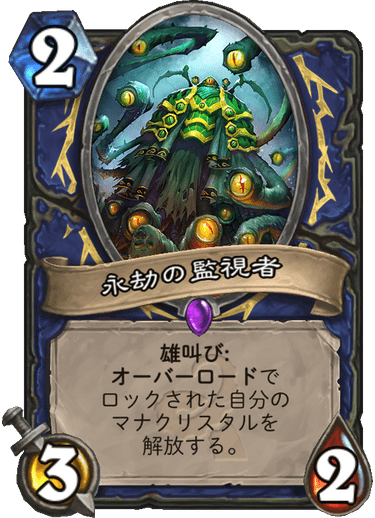 2
永劫の監視者
雄叫び:
オーバーロードで
ロックされた自分の
マナクリスタルを
解放する。
3
2